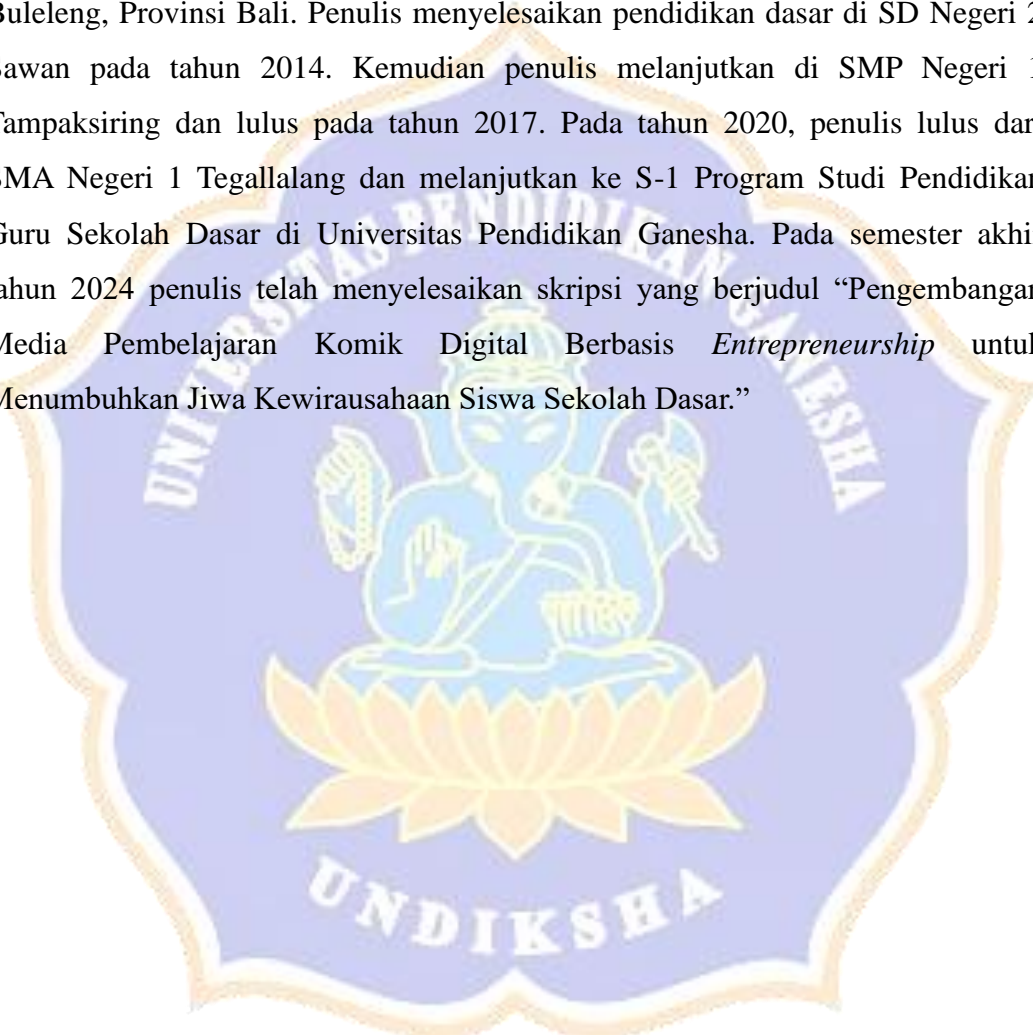 Buleleng, Provinsi Bali. Penulis menyelesaikan pendidikan dasar di SD Negeri 2
Sawan pada tahun 2014. Kemudian penulis melanjutkan di SMP Negeri 1
Tampaksiring dan lulus pada tahun 2017. Pada tahun 2020, penulis lulus dar
SMA Negeri 1 Tegallalang dan melanjutkan ke S-1 Program Studi Pendidikan
Guru Sekolah Dasar di Universitas Pendidikan Ganesha. Pada semester akhi
tahun 2024 penulis telah menyelesaikan skripsi yang berjudul “Pengembangan
Media Pembelajaran Komik Digital Berbasis Entrepreneurship untuk
Menumbuhkan Jiwa Kewirausahaan Siswa Sekolah Dasar.”
UNIVERSITAS PENDIDIKAN GANESHA
UNDIKSHA